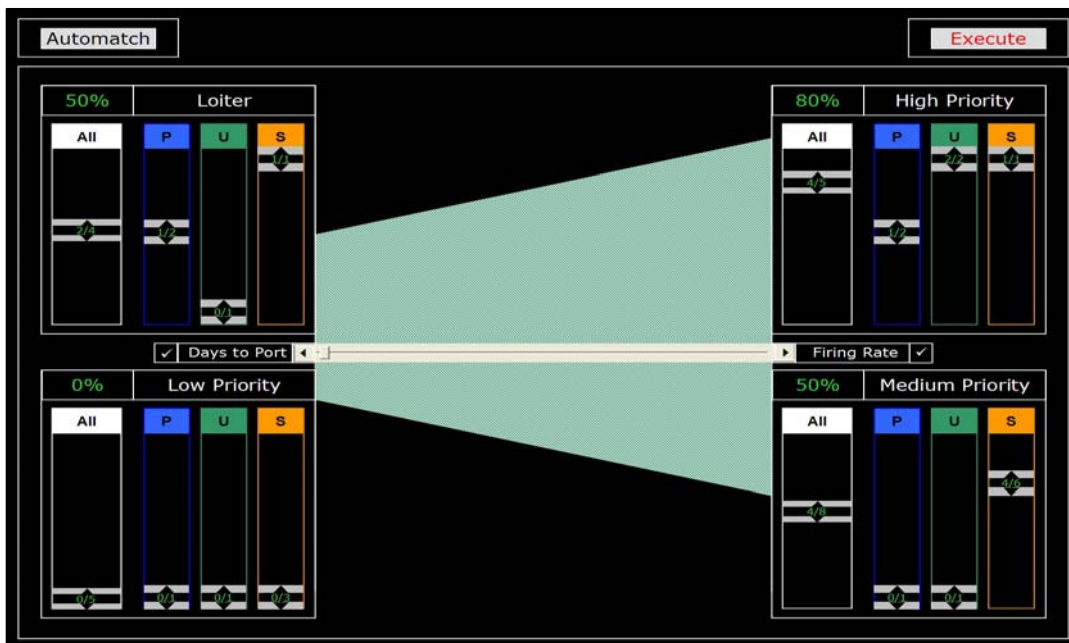 Automatch
Execute
50% Loiter
All P U S
2/4 1/2 0/1 1/1
80% High Priority
All P U S
4/5 1/2 2/2 1/1
Days to Port
Firing Rate
0% Low Priority
All P U S
0/5 0/1 0/1 0/3
50% Medium Priority
All P U S
4/8 0/1 0/1 4/6